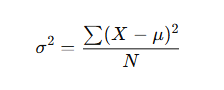 σ² = ∑(X − μ)² / N